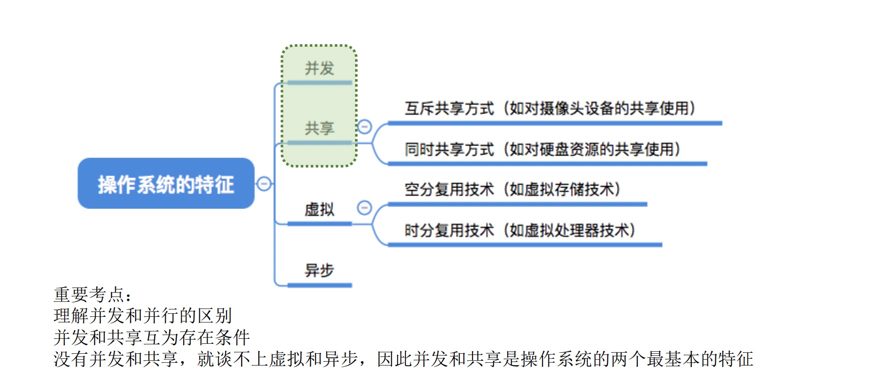 并发
共享
互斥共享方式（如对摄像头设备的共享使用）
同时共享方式（如对硬盘资源的共享使用）
操作系统的特征
虚拟
空分复用技术（如虚拟存储技术）
时分复用技术（如虚拟处理器技术）
异步
重要考点：
理解并发和并行的区别
并发和共享互为存在条件
没有并发和共享，就谈不上虚拟和异步，因此并发和共享是操作系统的两个最基本的特征